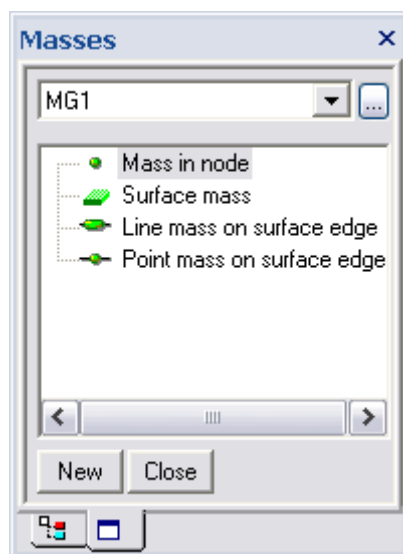 Masses
MG1
...
Mass in node
Surface mass
Line mass on surface edge
Point mass on surface edge
New Close